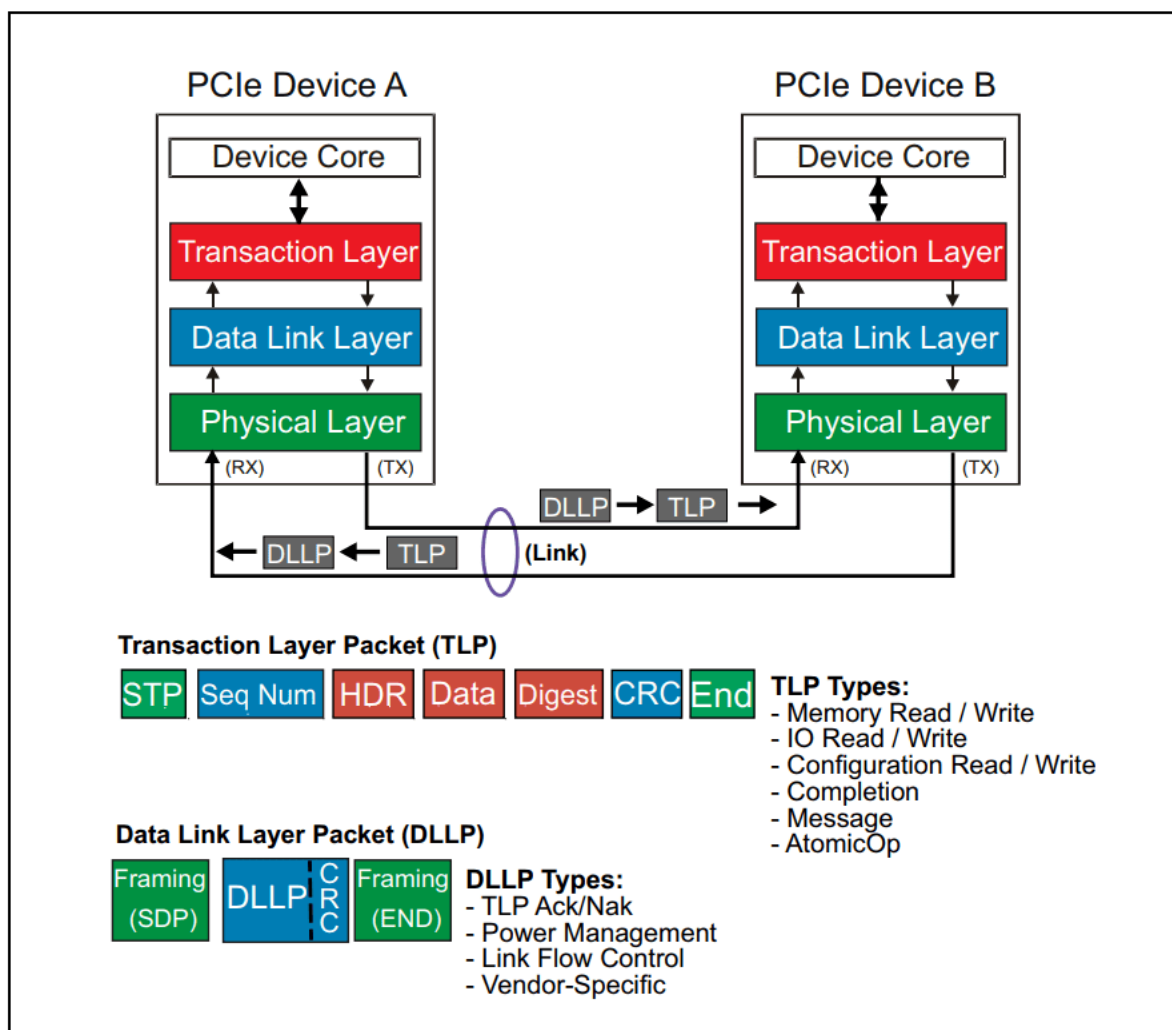 PCIe Device A
PCIe Device B
Device Core
Device Core
Transaction Layer
Transaction Layer
Data Link Layer
Data Link Layer
Physical Layer
Physical Layer
(RX)
(TX)
(RX)
(TX)
DLLP
TLP
DLLP
TLP
(Link)
Transaction Layer Packet (TLP)
STP Seq Num HDR Data Digest CRC End
TLP Types:
- Memory Read / Write
- IO Read / Write
- Configuration Read / Write
- Completion
- Message
- AtomicOp
Data Link Layer Packet (DLLP)
Framing
(SDP)
DLLP
CRC
Framing
(END)
DLLP Types:
- TLP Ack/Nak
- Power Management
- Link Flow Control
- Vendor-Specific